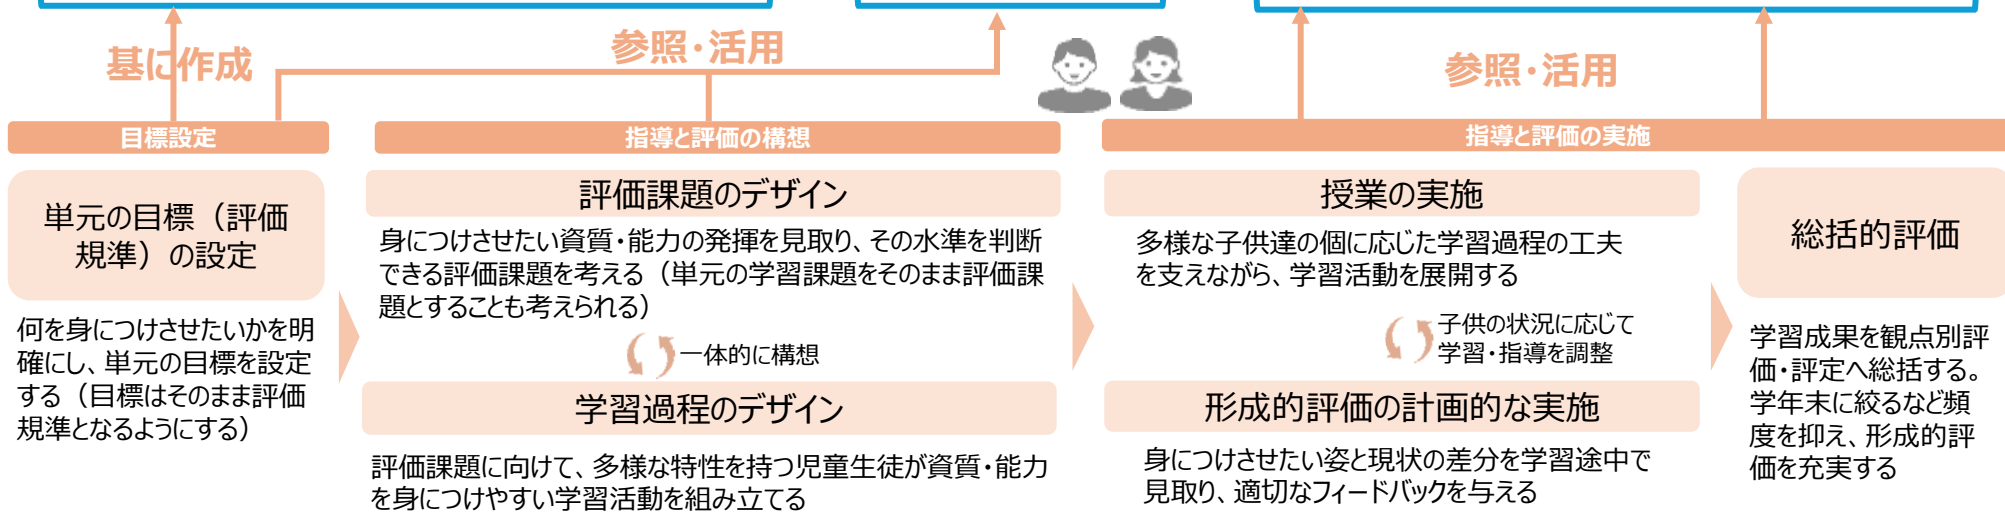 基に作成
参照・活用
参照・活用
目標設定
単元の目標（評価
規準）の設定
何を身につけさせたいかを明
確にし、単元の目標を設定
する（目標はそのまま評価
規準となるようにする）
指導と評価の構想
評価課題のデザイン
身につけさせたい資質・能力の発揮を見取り、その水準を判断
できる評価課題を考える（単元の学習課題をそのまま評価課
題とすることも考えられる）
一体的に構想
学習過程のデザイン
評価課題に向けて、多様な特性を持つ児童生徒が資質・能力
を身につけやすい学習活動を組み立てる
指導と評価の実施
授業の実施
多様な子供達の個に応じた学習過程の工夫
を支えながら、学習活動を展開する
子供の状況に応じて
学習・指導を調整
形成的評価の計画的な実施
身につけさせたい姿と現状の差分を学習途中で
見取り、適切なフィードバックを与える
総括的評価
学習成果を観点別評
価・評定へ総括する。
学年末に絞るなど頻
度を抑え、形成的評
価を充実する